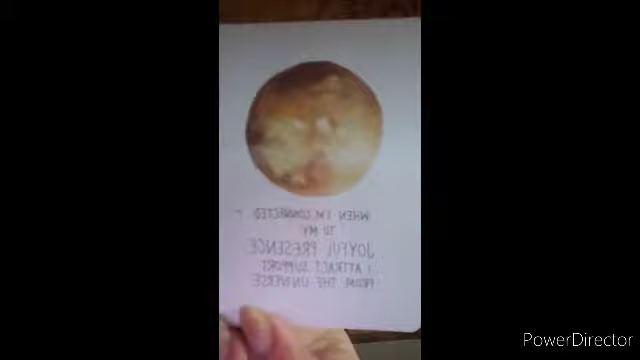 WHEN I'M CONNECTED
TO MY
JOYFUL PRESENCE
I ATTRACT SUPPORT
FROM THE UNIVERSE
PowerDirector